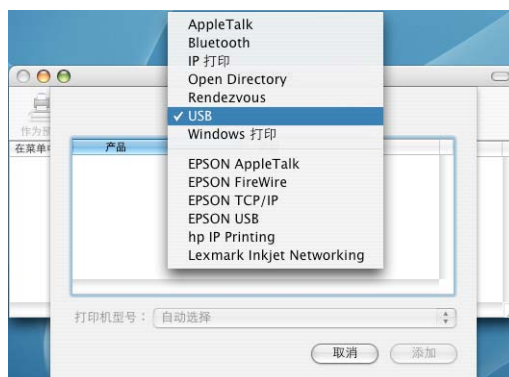 AppleTalk
Bluetooth
IP 打印
Open Directory
Rendezvous
✓ USB
Windows 打印
EPSON AppleTalk
EPSON FireWire
EPSON TCP/IP
EPSON USB
hp IP Printing
Lexmark Inkjet Networking
作为
在菜单
产品
打印机型号：自动选择
取消 添加